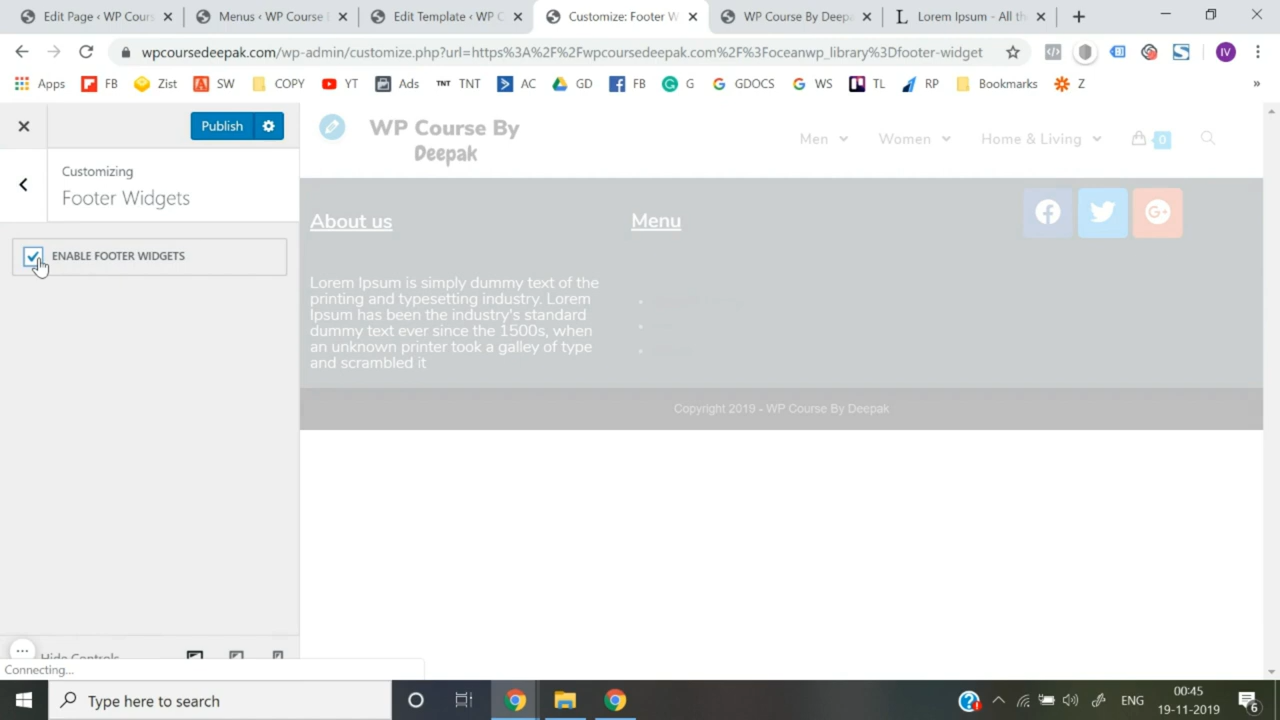 Edit Page ‹ WP Cours
Menus ‹ WP Course
Edit Template ‹ WP C
Customize: Footer W
WP Course By Deep
Lorem Ipsum - All th
wpcoursedeepak.com/wp-admin/customize.php?url=https%3A%2F%2Fwpcoursedeepak.com%2F%3Foceanwp_library%3Dfooter-widget
IV
Apps FB Zist SW COPY YT Ads TNT TNT AC GD FB G GDOCS WS TL RP Bookmarks Z »
Publish
Customizing
Footer Widgets
ENABLE FOOTER WIDGETS
Hide Controls
Connecting...
WP Course By
Deepak
Men
Women
Home & Living
0
About us
Lorem Ipsum is simply dummy text of the
printing and typesetting industry. Lorem
Ipsum has been the industry's standard
dummy text ever since the 1500s, when
an unknown printer took a galley of type
and scrambled it
Menu
Copyright 2019 - WP Course By Deepak
Type here to search
ENG
00:45
19-11-2019
6